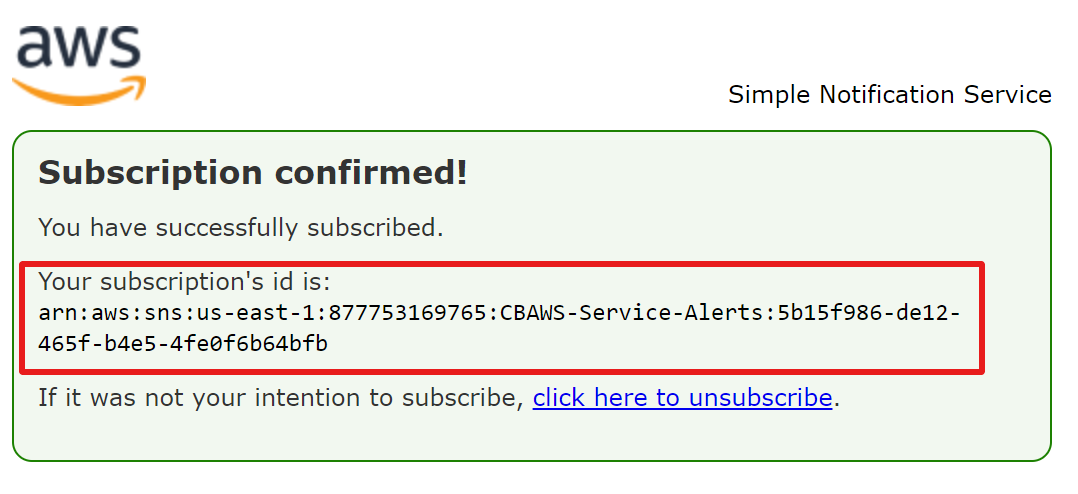 aws
Simple Notification Service
Subscription confirmed!
You have successfully subscribed.
Your subscription's id is:
arn:aws:sns:us-east-1:877753169765:CBAWS-Service-Alerts:5b15f986-de12-
465f-b4e5-4fe0f6b64bfb
If it was not your intention to subscribe, click here to unsubscribe.